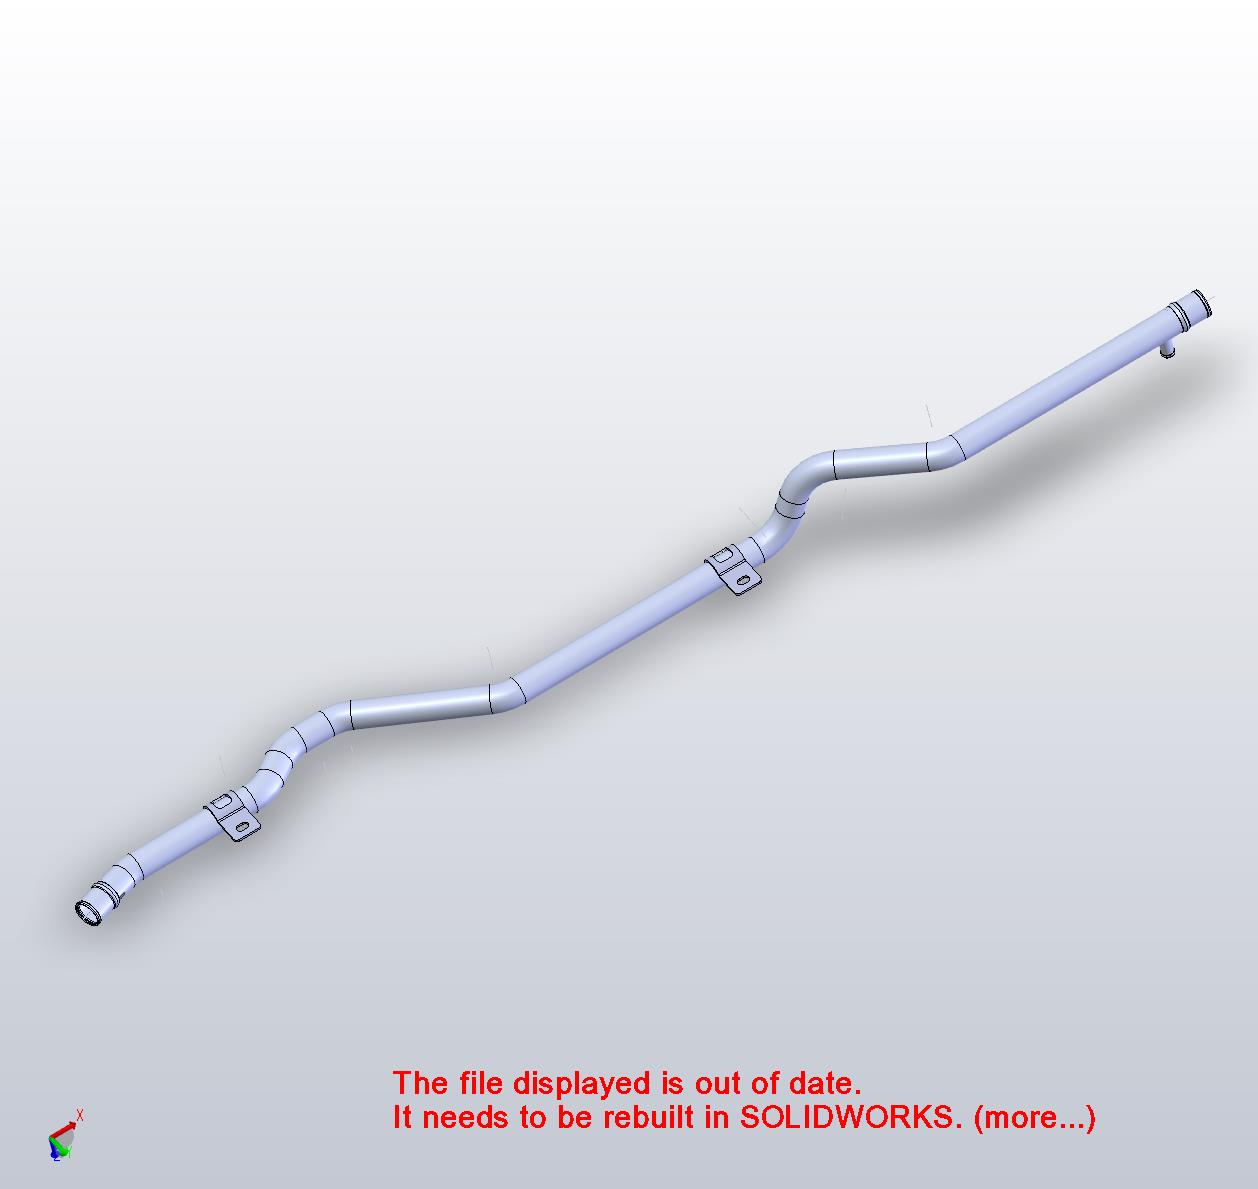 The file displayed is out of date.
It needs to be rebuilt in SOLIDWORKS. (more...)
X
Z